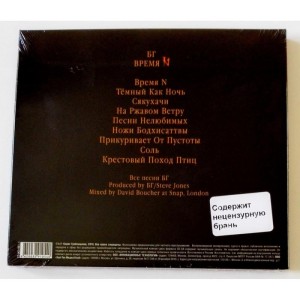 БГ
ВРЕМЯ N
Время N
Тёмный Как Ночь
Сякухачи
На Ржавом Ветру
Песни Нелюбимых
Ножи Бодхисаттвы
Прикуривает От Пустоты
Соль
Крестовый Поход Птиц
Все песни БГ
Produced by БГ/Steve Jones
Mixed by David Boucher at Snap, London
Содержит
нецензурную
брань